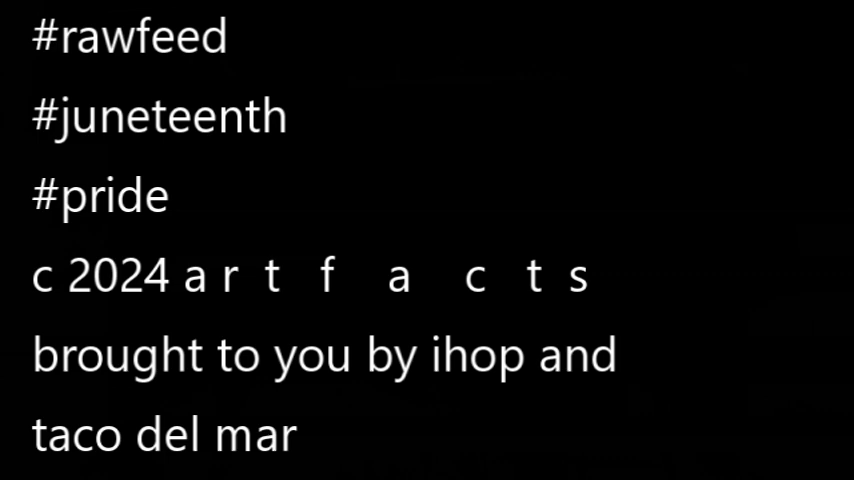 #rawfeed
#juneteenth
#pride
c 2024 a r  t   f    a    c   t  s
brought to you by ihop and
taco del mar